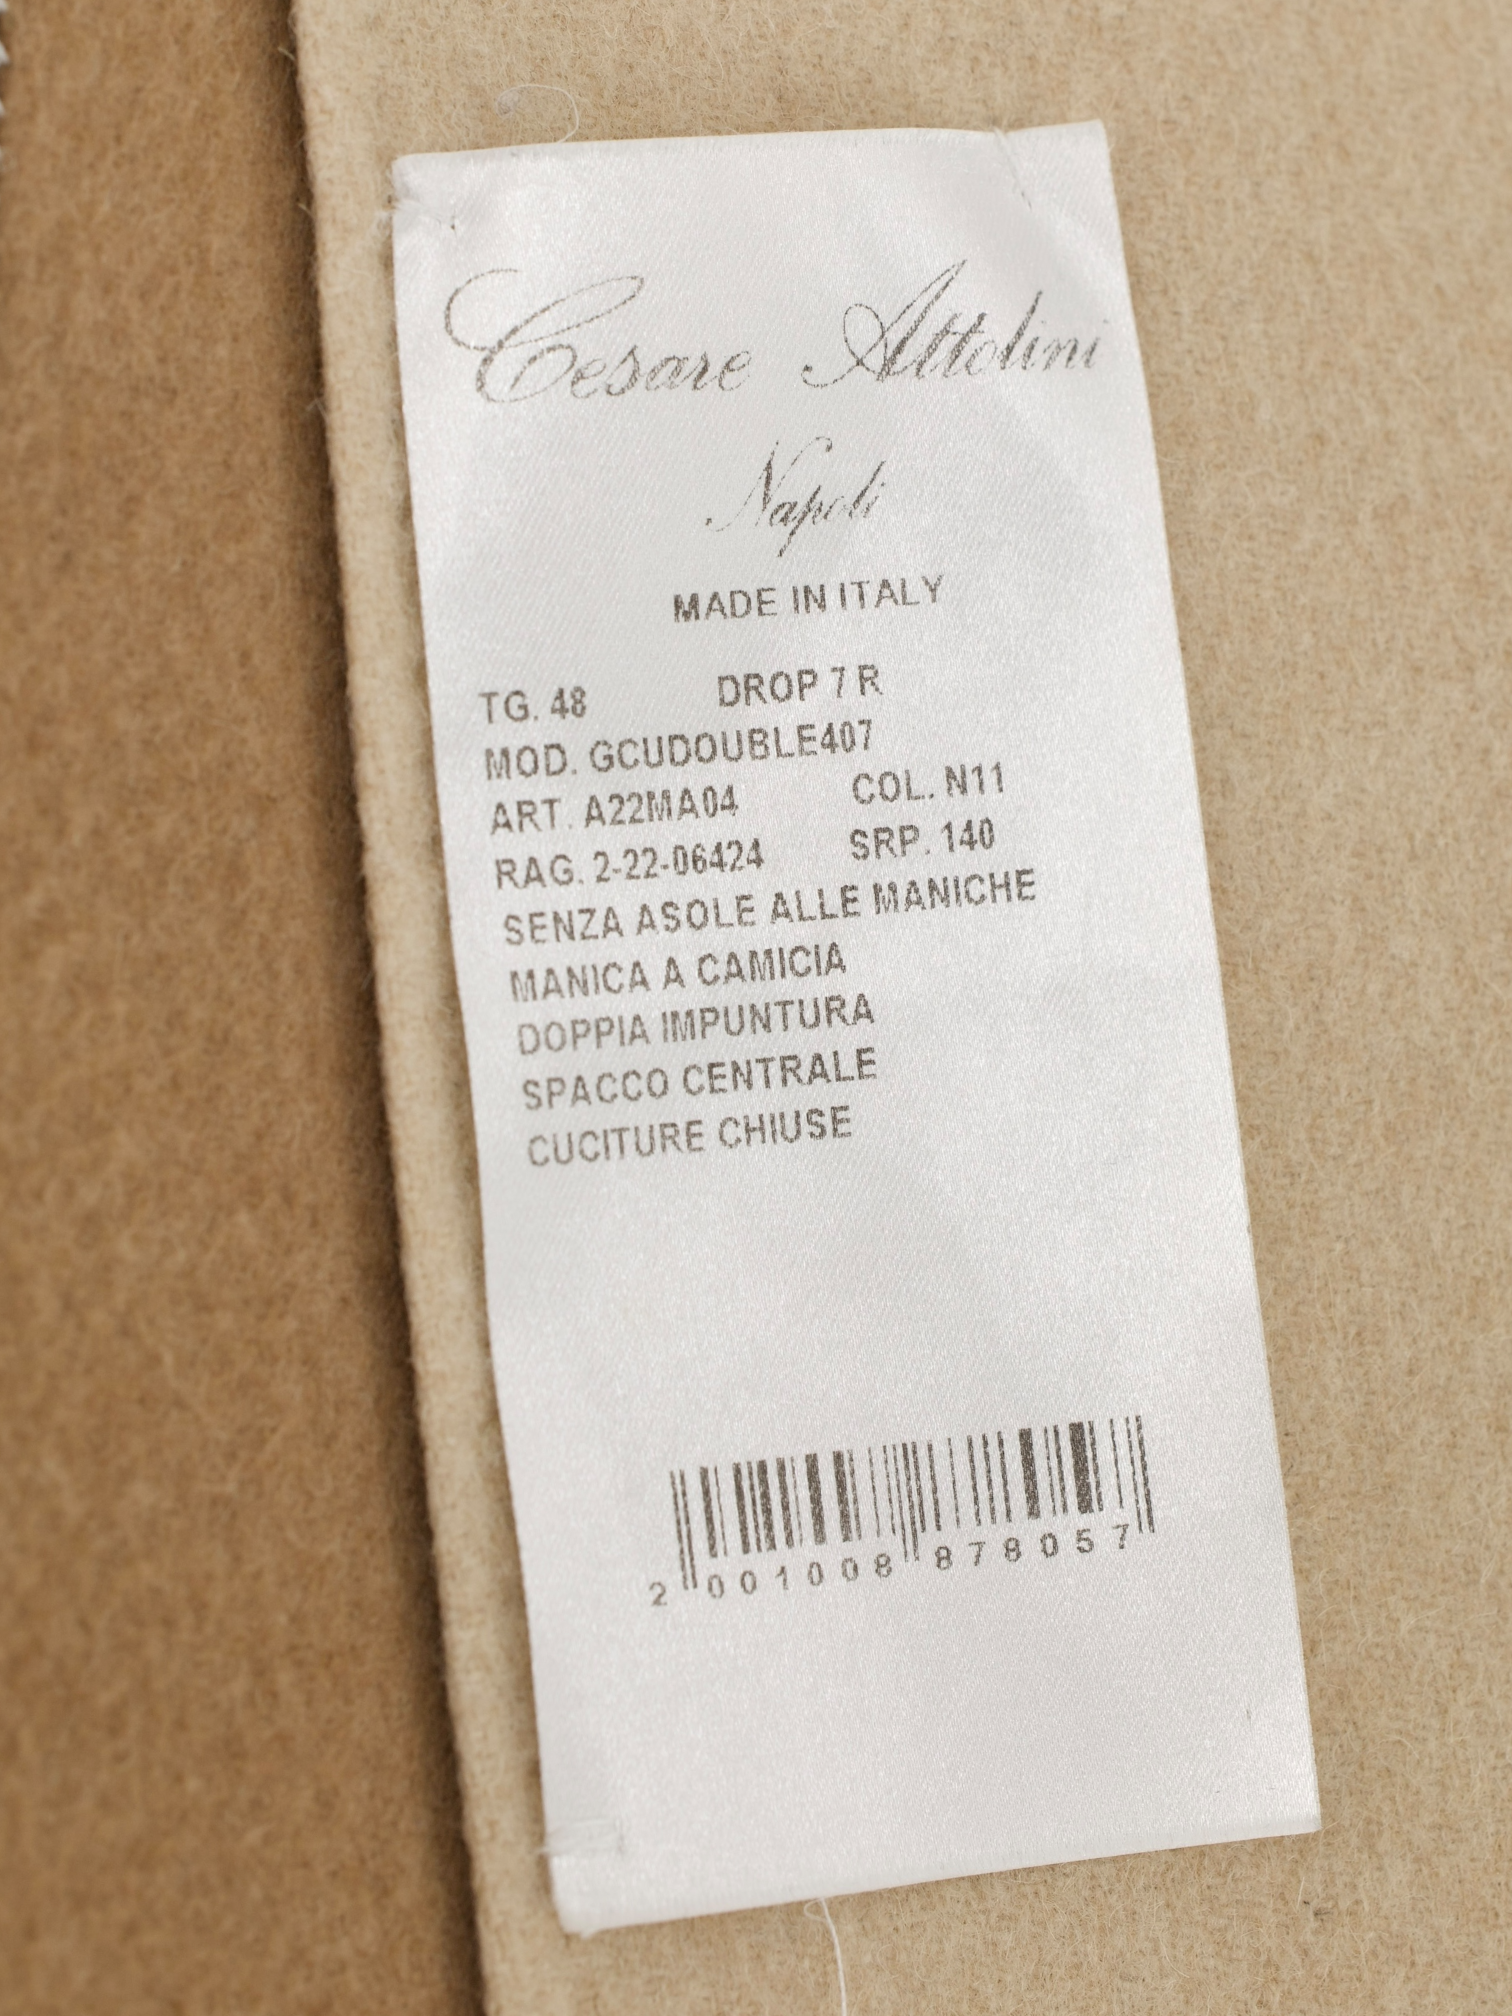 Cesare Attolini
Napoli
MADE IN ITALY
TG. 48 DROP 7 R
MOD. GCUDOUBLE407
ART. A22MA04 COL. N11
RAG. 2-22-06424 SRP. 140
SENZA ASOLE ALLE MANICHE
MANICA A CAMICIA
DOPPIA IMPUNTURA
SPACCO CENTRALE
CUCITURE CHIUSE
2 001008 878057